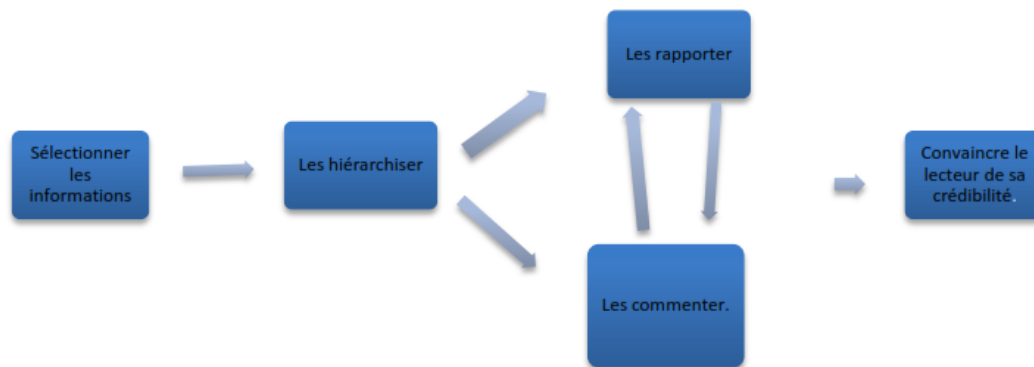 Sélectionner
les
informations
Les hiérarchiser
Les rapporter
Les commenter.
Convaincre le
lecteur de sa
crédibilité.